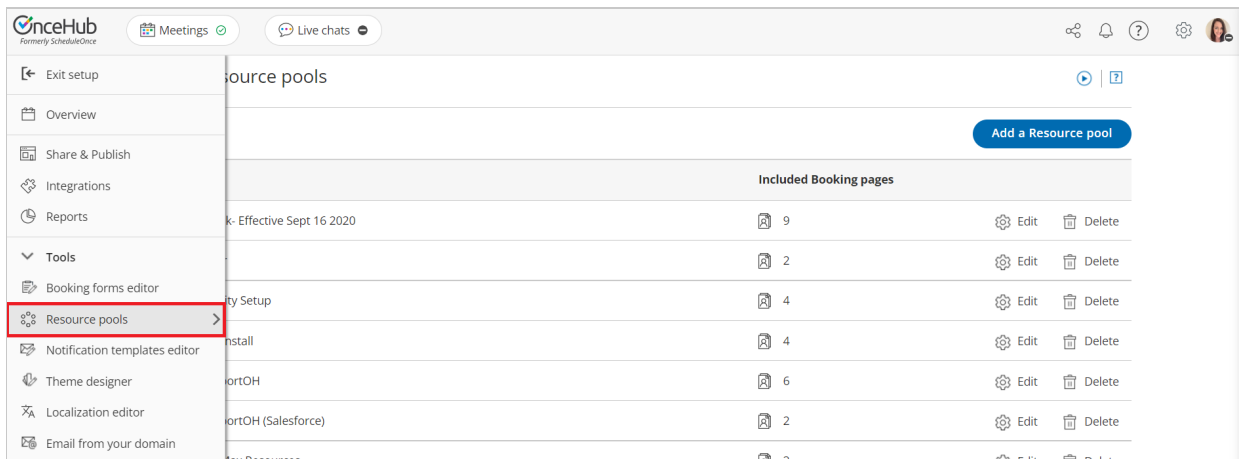 OnceHub
Formerly ScheduleOnce
Meetings
Live chats
?
Exit setup
source pools
?
Overview
Add a Resource pool
Share & Publish
Included Booking pages
Integrations
Reports
k- Effective Sept 16 2020 9 Edit Delete
Tools
2 Edit Delete
Booking forms editor
ity Setup 4 Edit Delete
Resource pools
nstall 4 Edit Delete
Notification templates editor
Theme designer
ortOH 6 Edit Delete
Localization editor
ortOH (Salesforce) 2 Edit Delete
Email from your domain